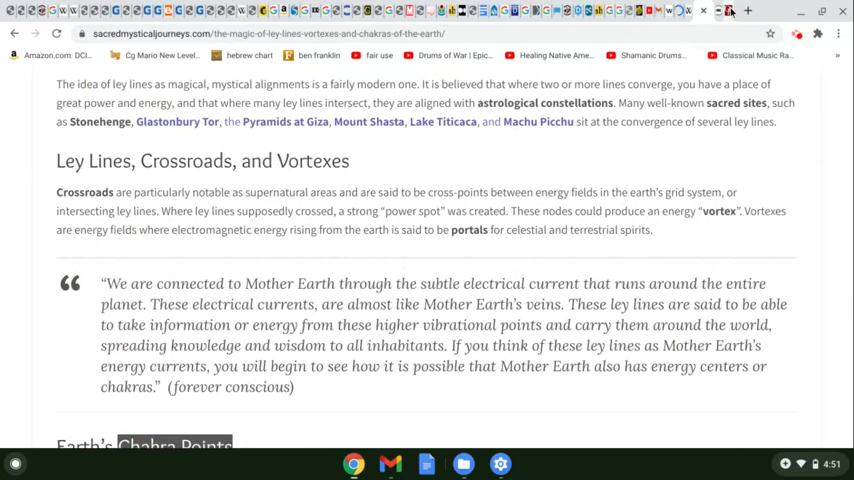 sacredmysticaljourneys.com/the-magic-of-ley-lines-vortexes-and-chakras-of-the-earth/
Amazon.com: DCI... Cg Mario New Level... hebrew chart fair use Drums of War | Epic... Healing Native Ame... Shamanic Drums... Classical Music Ra...
The idea of ley lines as magical, mystical alignments is a fairly modern one. It is believed that where two or more lines converge, you have a place of
great power and energy, and that where many ley lines intersect, they are aligned with astrological constellations. Many well-known sacred sites, such
as Stonehenge, Glastonbury Tor, the Pyramids at Giza, Mount Shasta, Lake Titicaca, and Machu Picchu sit at the convergence of several ley lines.
Ley Lines, Crossroads, and Vortexes
Crossroads are particularly notable as supernatural areas and are said to be cross-points between energy fields in the earth's grid system, or
intersecting ley lines. Where ley lines supposedly crossed, a strong “power spot” was created. These nodes could produce an energy “vortex”. Vortexes
are energy fields where electromagnetic energy rising from the earth is said to be portals for celestial and terrestrial spirits.
“We are connected to Mother Earth through the subtle electrical current that runs around the entire
planet. These electrical currents, are almost like Mother Earth's veins. These ley lines are said to be able
to take information or energy from these higher vibrational points and carry them around the world,
spreading knowledge and wisdom to all inhabitants. If you think of these ley lines as Mother Earth's
energy currents, you will begin to see how it is possible that Mother Earth also has energy centers or
chakras.” (forever conscious)
Earth's Chahra Points
ben franklin
4:51